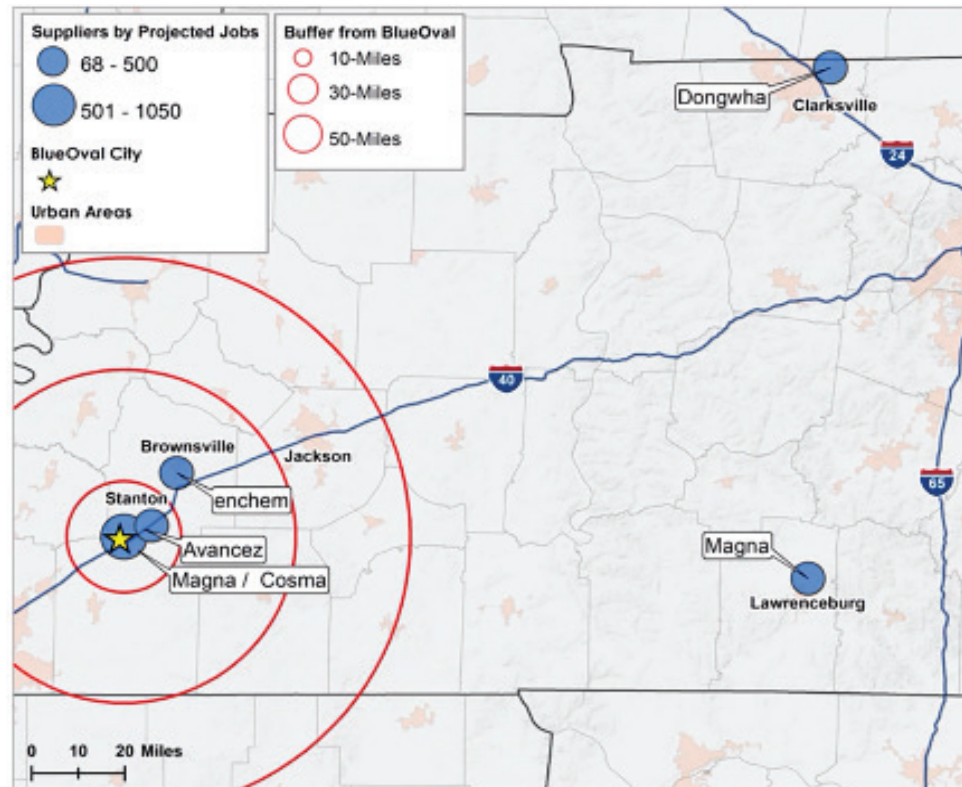 Suppliers by Projected Jobs
68 - 500
501 - 1050
BlueOval City
Urban Areas
Buffer from BlueOval
10-Miles
30-Miles
50-Miles
Dongwha
Clarksville
24
40
Brownsville
Jackson
65
enchem
Stanton
Avancez
Magna
Magna / Cosma
Lawrenceburg
0 10 20 Miles